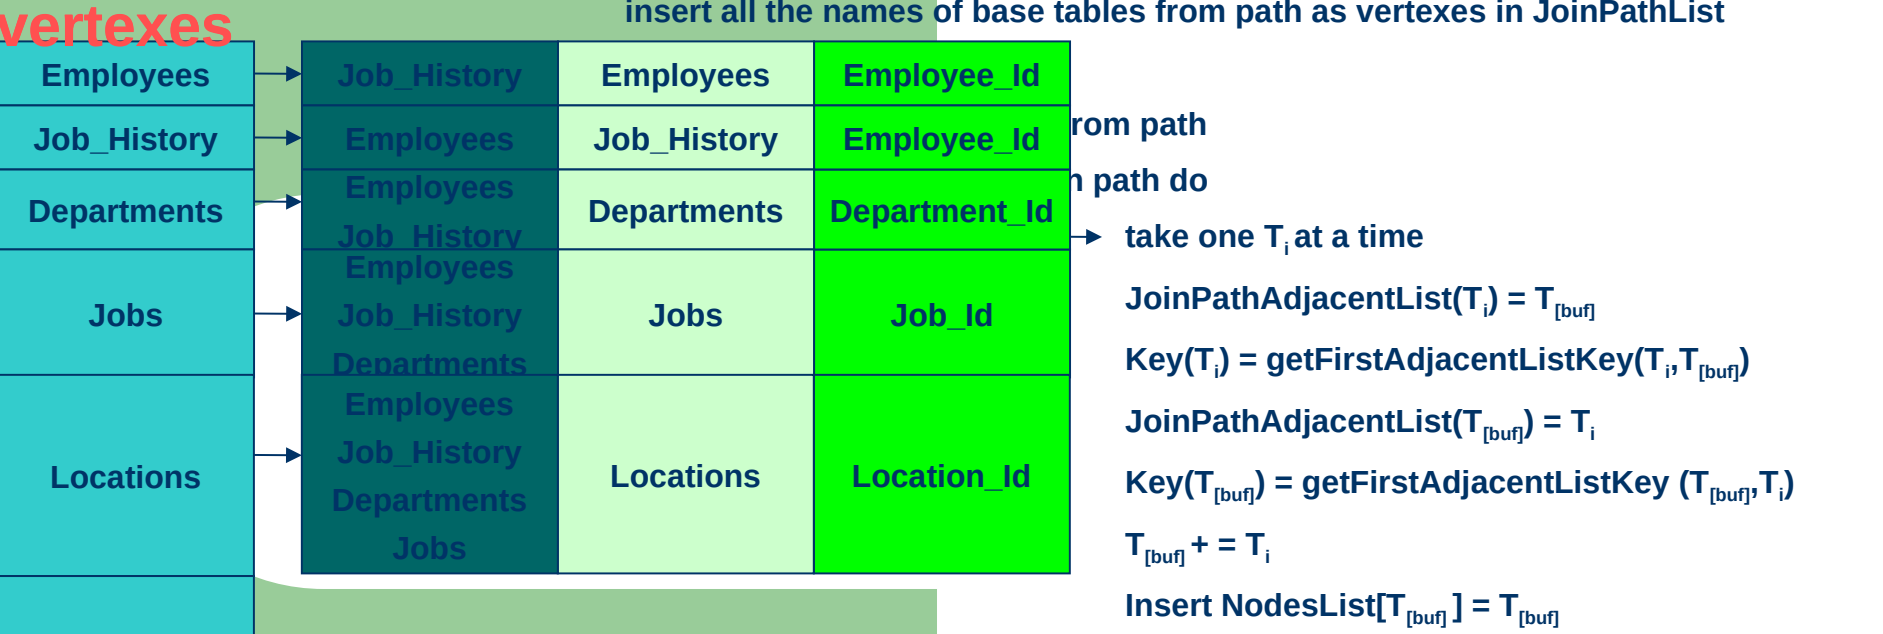 insert all the names of base tables from path as vertexes in JoinPathList
vertexes
Employees Job_History Employees Employee_Id
rom path
Job_History Employees Job_History Employee_Id
path do
Departments Employees Job_History Departments Department_Id
take one Ti at a time
Jobs Employees Job_History Departments Jobs Job_Id
JoinPathAdjacentList(Ti) = T[buf]
Key(Ti) = getFirstAdjacentListKey(Ti,T[buf])
Locations Employees Job_History Departments Jobs Locations Location_Id
JoinPathAdjacentList(T[buf]) = Ti
Key(T[buf]) = getFirstAdjacentListKey (T[buf],Ti)
T[buf] + = Ti
Insert NodesList[T[buf] ] = T[buf]